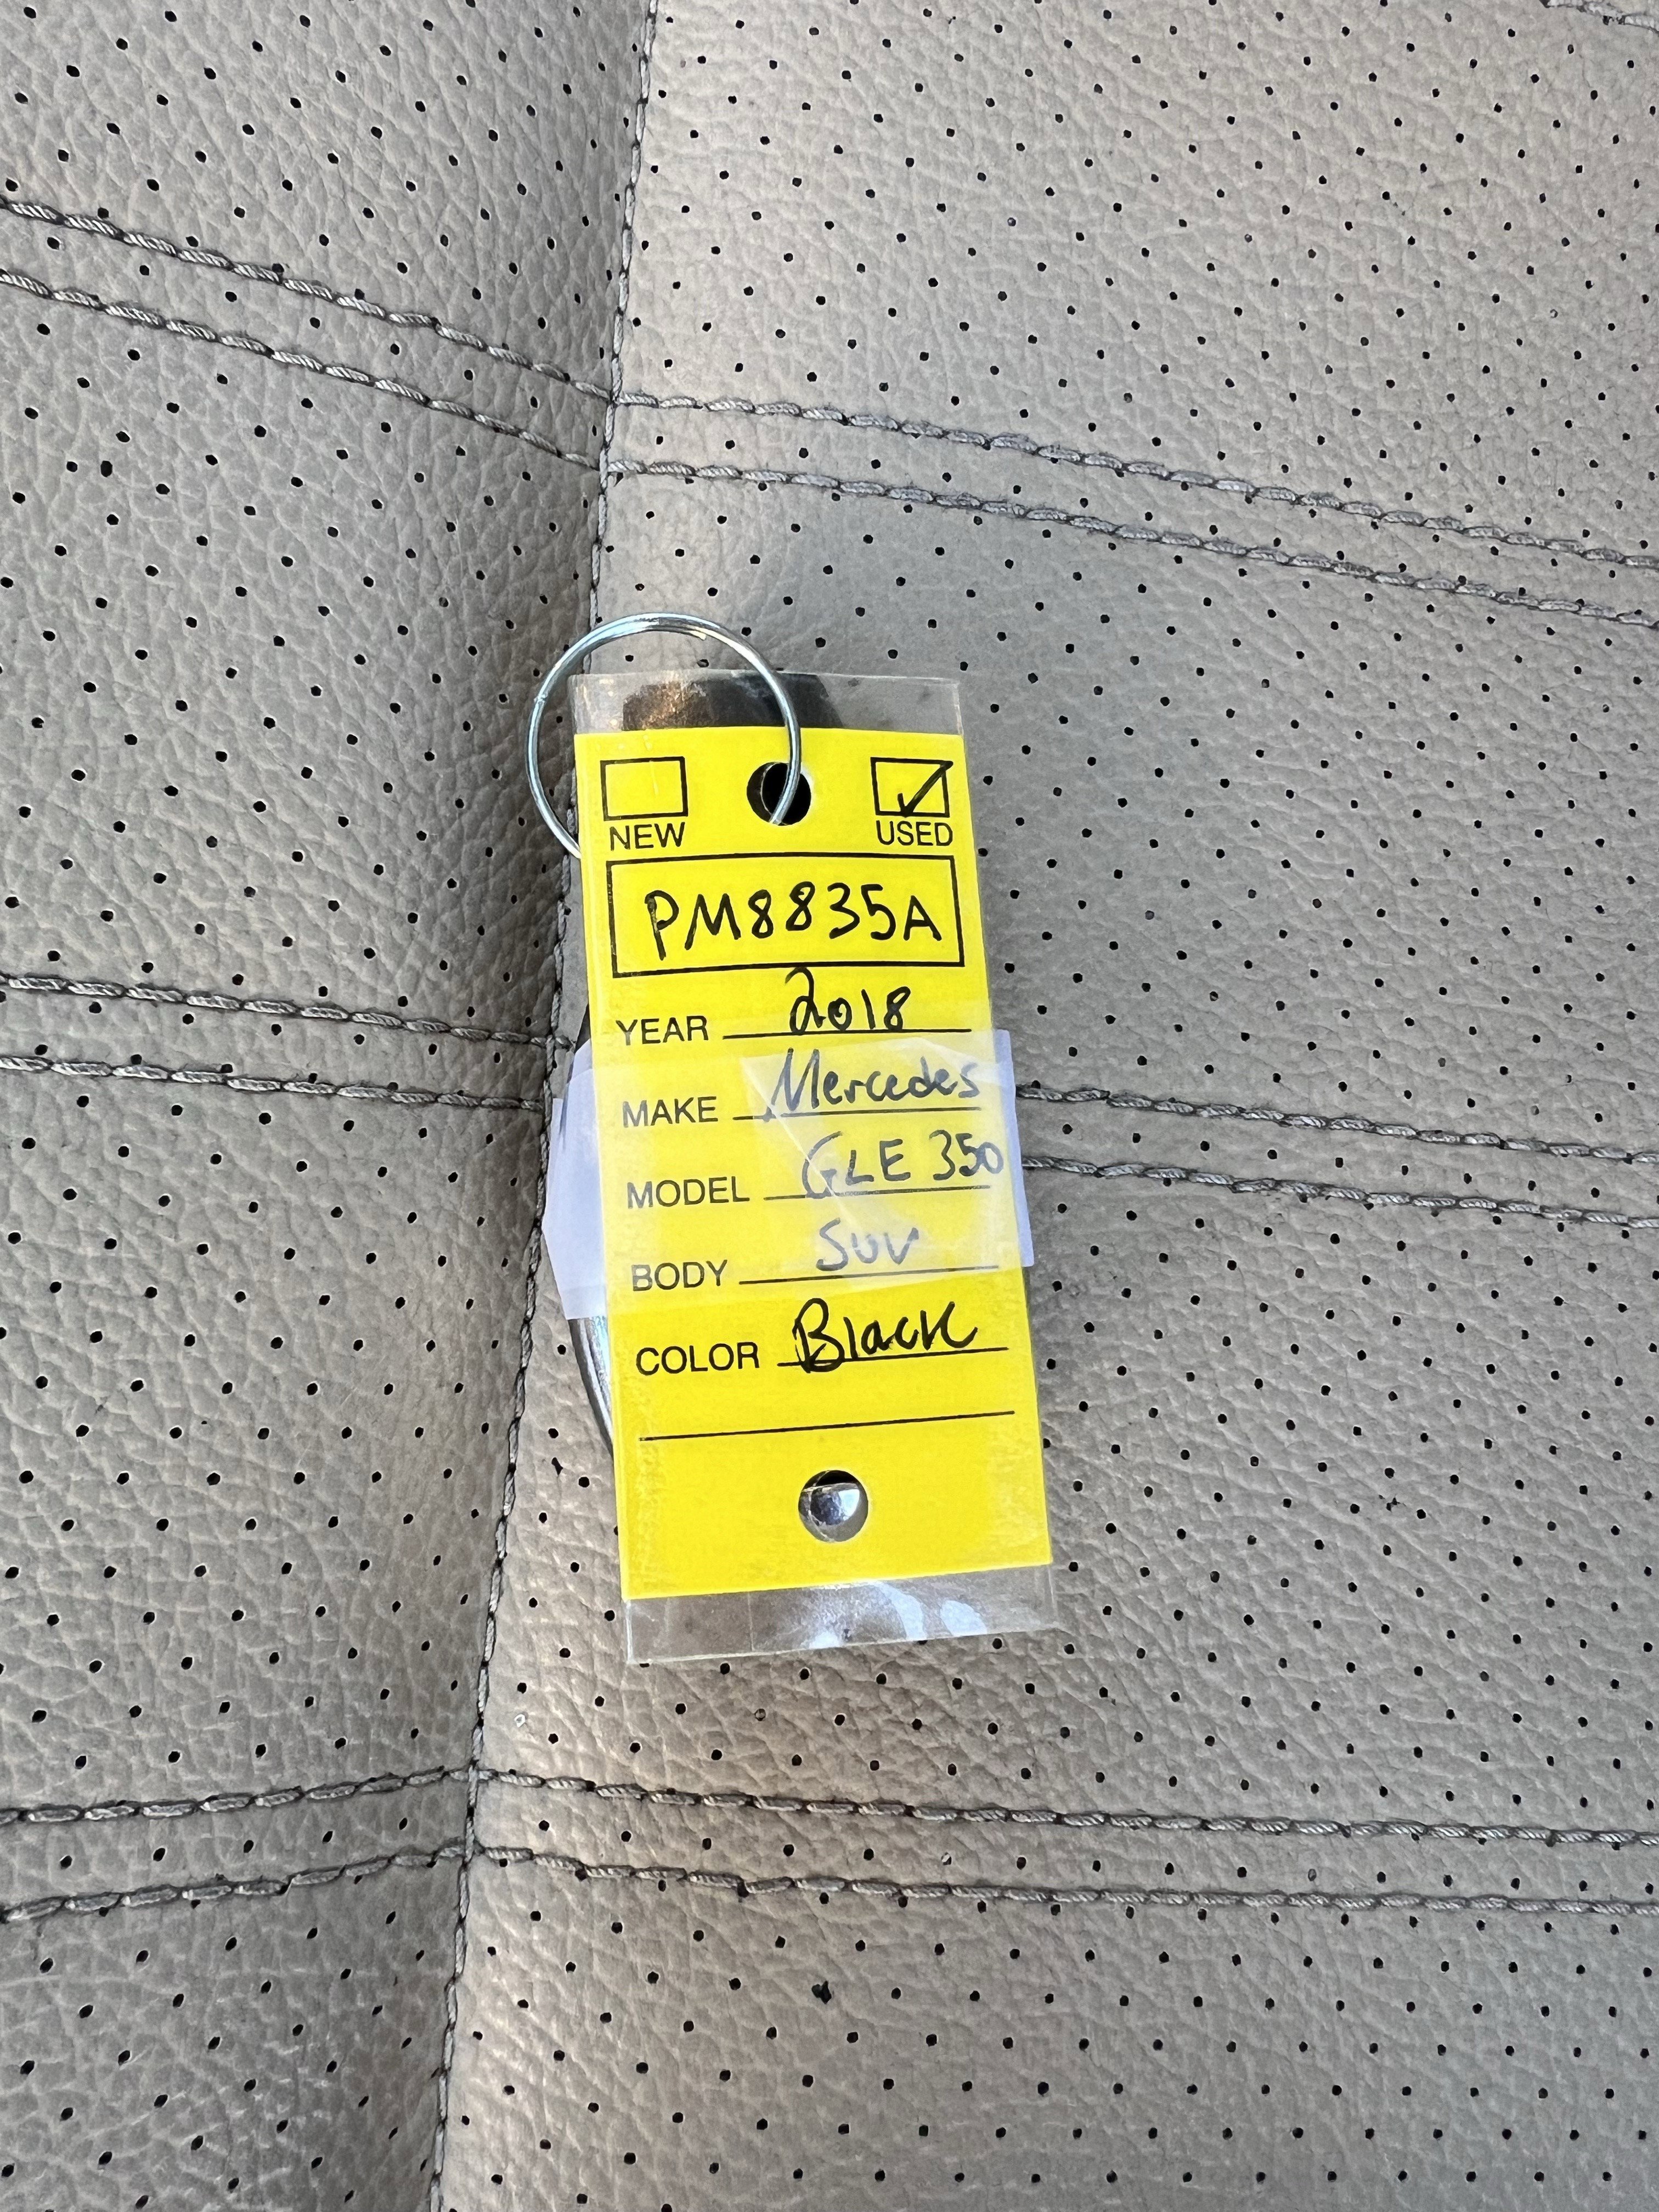 NEW USED
PM8835A
YEAR 2018
MAKE Mercedes
MODEL GLE 350
BODY SUV
COLOR Black